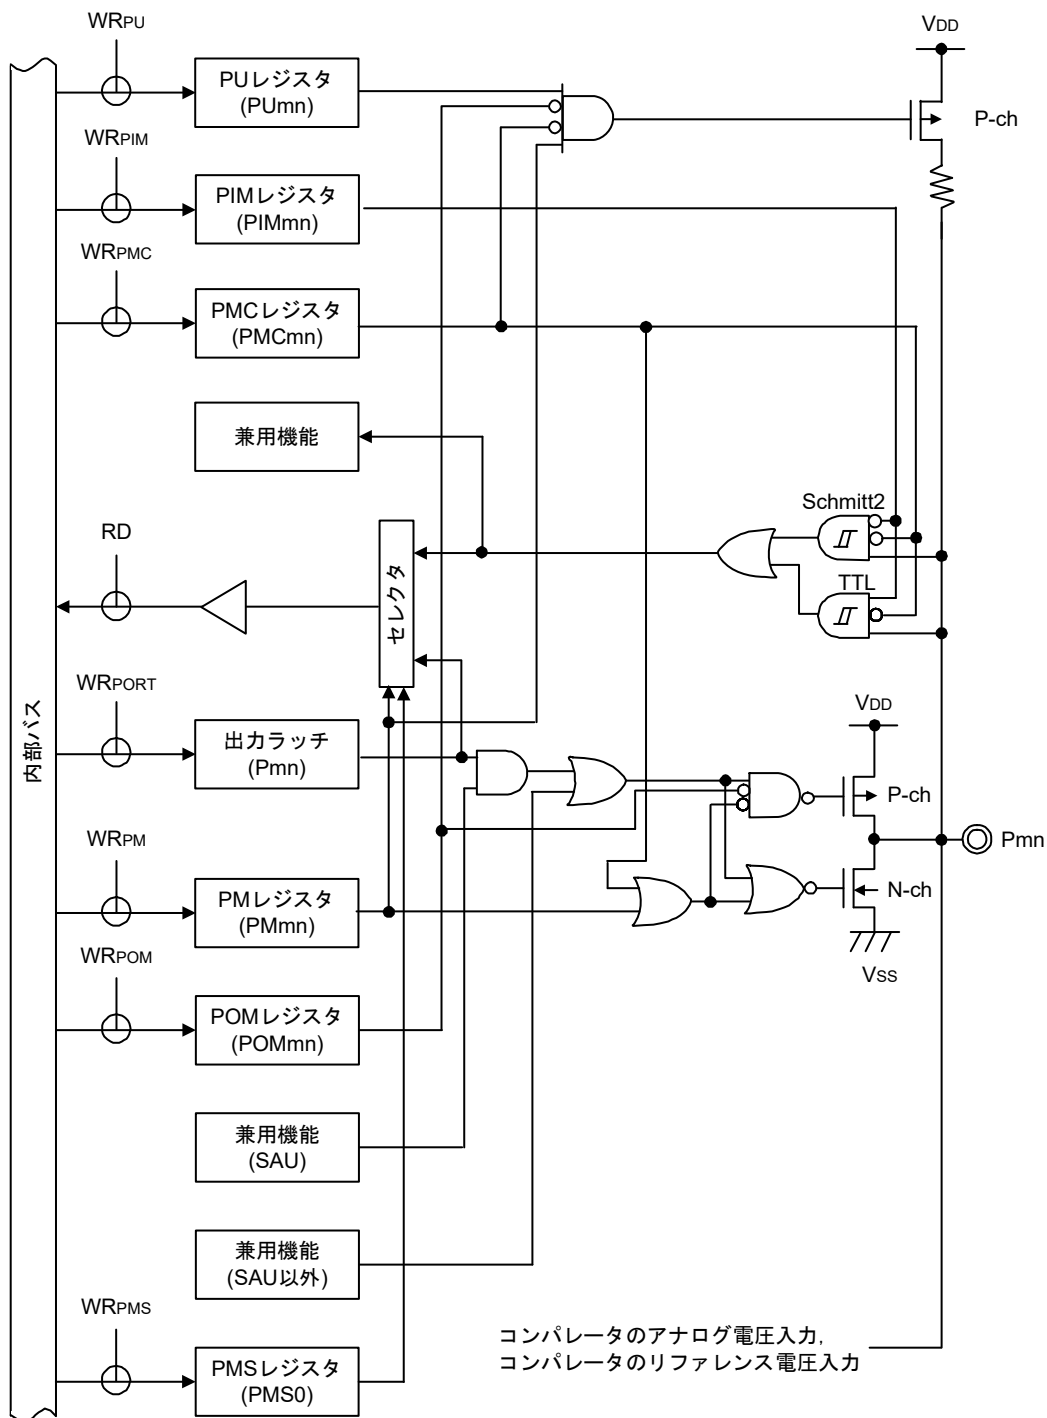 WRPU
VDD
PUレジスタ
(PUmn)
P-ch
WRPIM
PIMレジスタ
(PIMmn)
WRPMC
PMCレジスタ
(PMCmn)
兼用機能
Schmitt2
RD
TTL
セレクタ
WRPORT
VDD
内部バス
出力ラッチ
(Pmn)
P-ch
WRPM
Pmn
PMレジスタ
(PMmn)
N-ch
WRPOM
VSS
POMレジスタ
(POMmn)
兼用機能
(SAU)
兼用機能
(SAU以外)
WRPMS
コンパレータのアナログ電圧入力,
コンパレータのリファレンス電圧入力
PMSレジスタ
(PMS0)